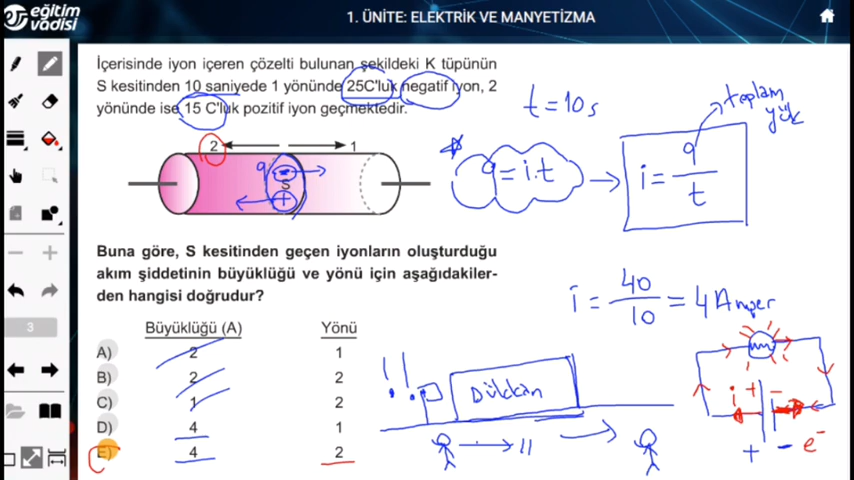 eğitim
vadisi
1. ÜNİTE: ELEKTRİK VE MANYETİZMA
İçerisinde iyon içeren çözelti bulunan şekildeki K tüpünün
S kesitinden 10 saniyede 1 yönünde 25C'luk negatif iyon, 2
yönünde ise 15 C'luk pozitif iyon geçmektedir.
t = 10 s
toplam
yük
2
1
q
-
S
+
q = i.t
i = q / t
Buna göre, S kesitinden geçen iyonların oluşturduğu
akım şiddetinin büyüklüğü ve yönü için aşağıdakiler-
den hangisi doğrudur?
i = 40 / 10 = 4 Amper
Büyüklüğü (A) Yönü
A) 2 1
B) 2 2
C) 1 2
D) 4 1
E) 4 2
!!
Dükkan
i + -
+ - e⁻
3